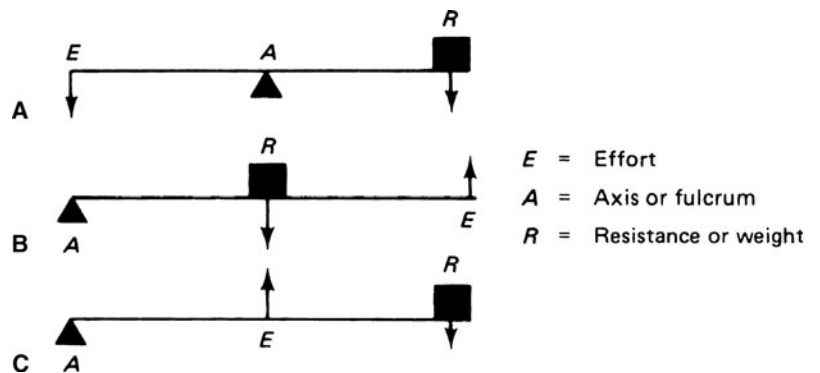 R
E
A
A
R
E = Effort
A = Axis or fulcrum
E
B
A
R = Resistance or weight
R
E
C
A